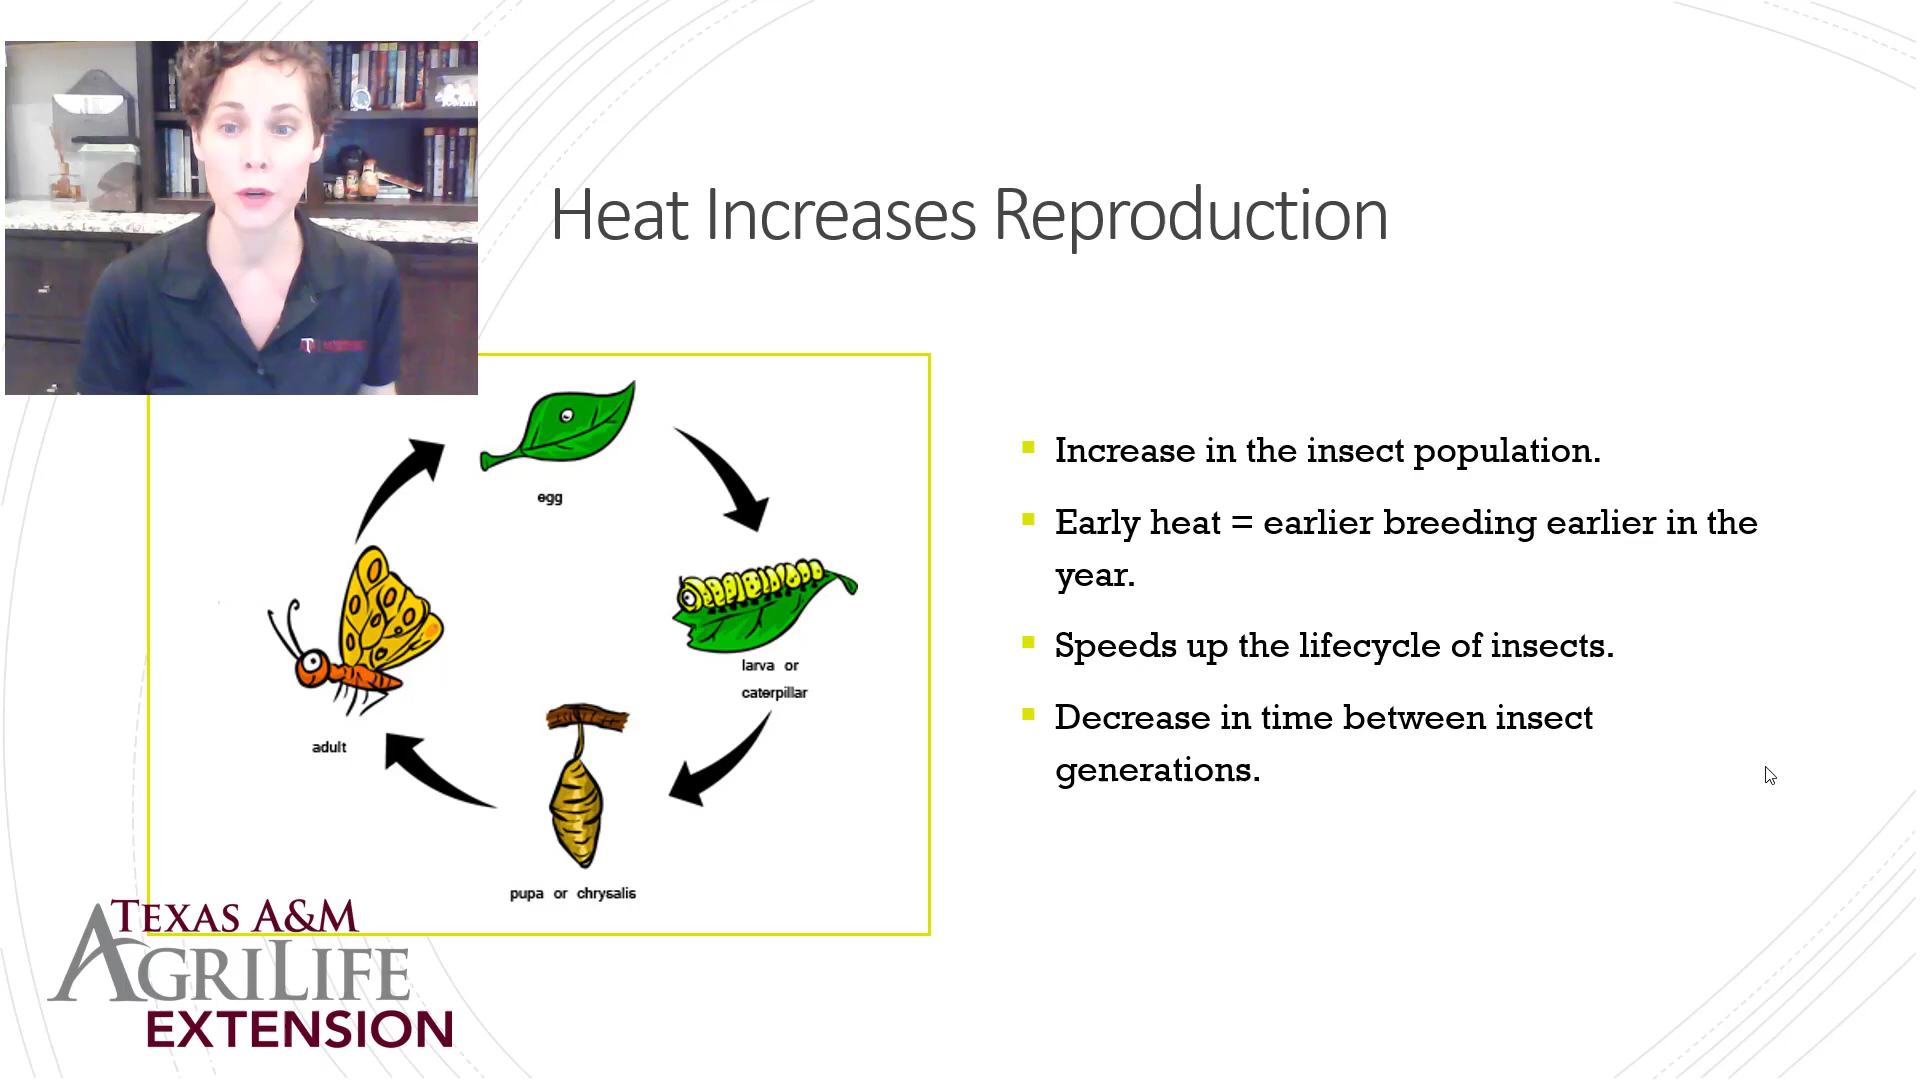 Heat Increases Reproduction
egg
larva or
caterpillar
adult
pupa or chrysalis
Increase in the insect population.
Early heat = earlier breeding earlier in the
year.
Speeds up the lifecycle of insects.
Decrease in time between insect
generations.
TEXAS A&M
AGRILIFE
EXTENSION